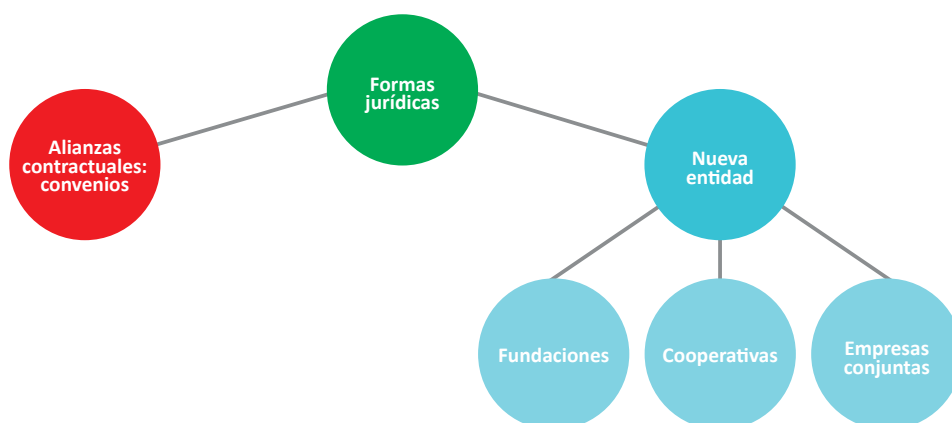 Formas
jurídicas
Alianzas
contractuales:
convenios
Nueva
entidad
Fundaciones
Cooperativas
Empresas
conjuntas